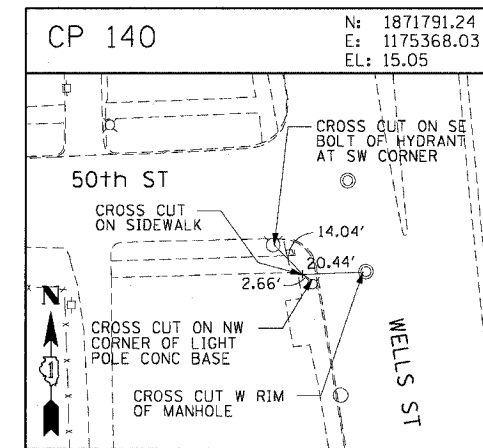 CP 140
N: 1871791.24
E: 1175368.03
EL: 15.05
CROSS CUT ON SE
BOLT OF HYDRANT
AT SW CORNER
50th ST
CROSS CUT
ON SIDEWALK
14.04'
20.44'
2.66'
N
1
CROSS CUT ON NW
CORNER OF LIGHT
POLE CONC BASE
WELLS ST
CROSS CUT W RIM
OF MANHOLE